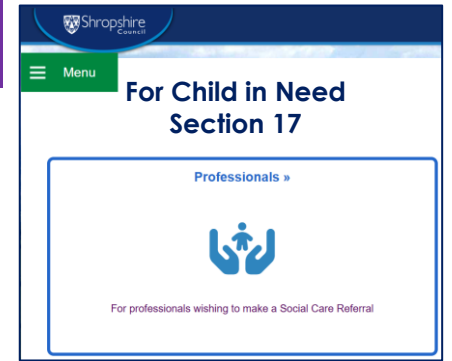 Shropshire
Council
Menu
For Child in Need
Section 17
Professionals »
For professionals wishing to make a Social Care Referral